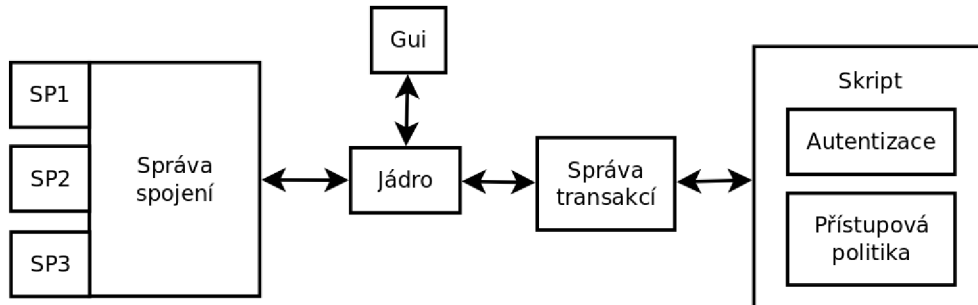 Gui
SP1
SP2
SP3
Správa
spojení
Jádro
Správa
transakcí
Skript
Autentizace
Přístupová
politika